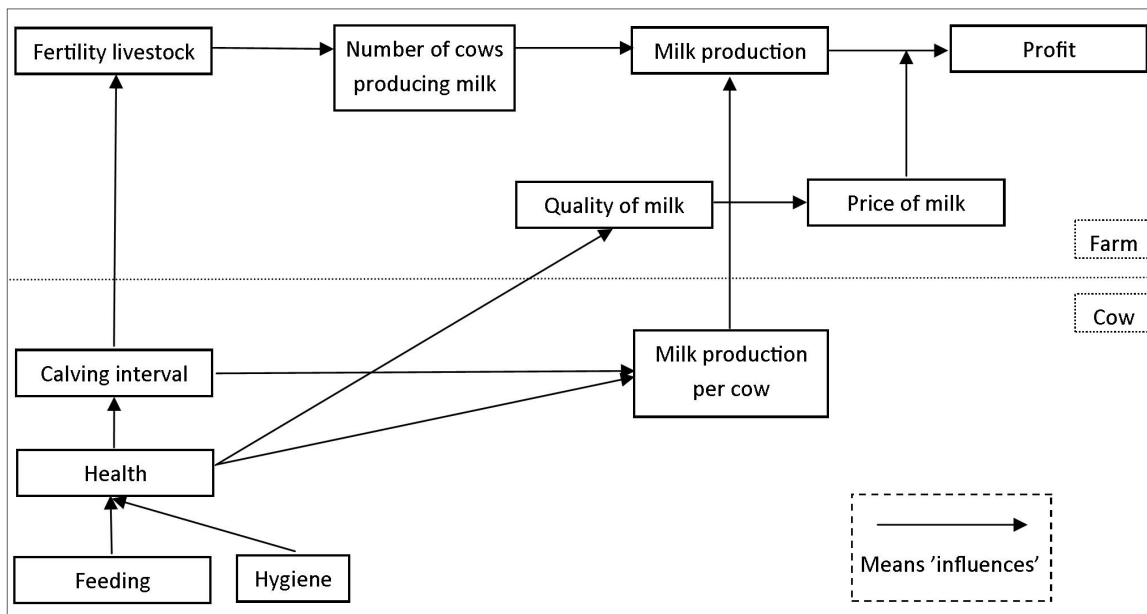 Fertility livestock
Number of cows
producing milk
Milk production
Profit
Quality of milk
Price of milk
Farm
Cow
Calving interval
Milk production
per cow
Health
Feeding
Hygiene
Means 'influences'